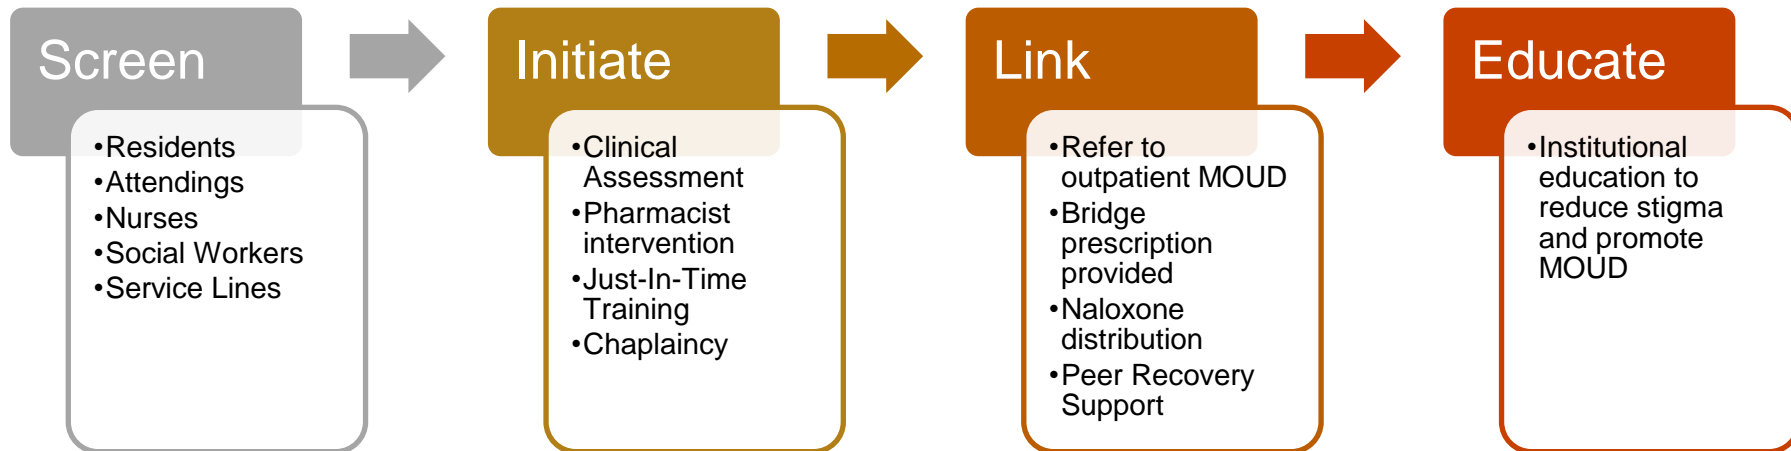 Screen
•Residents
•Attendings
•Nurses
•Social Workers
•Service Lines
Initiate
•Clinical
Assessment
•Pharmacist
intervention
•Just-In-Time
Training
•Chaplaincy
Link
•Refer to
outpatient MOUD
•Bridge
prescription
provided
•Naloxone
distribution
•Peer Recovery
Support
Educate
•Institutional
education to
reduce stigma
and promote
MOUD